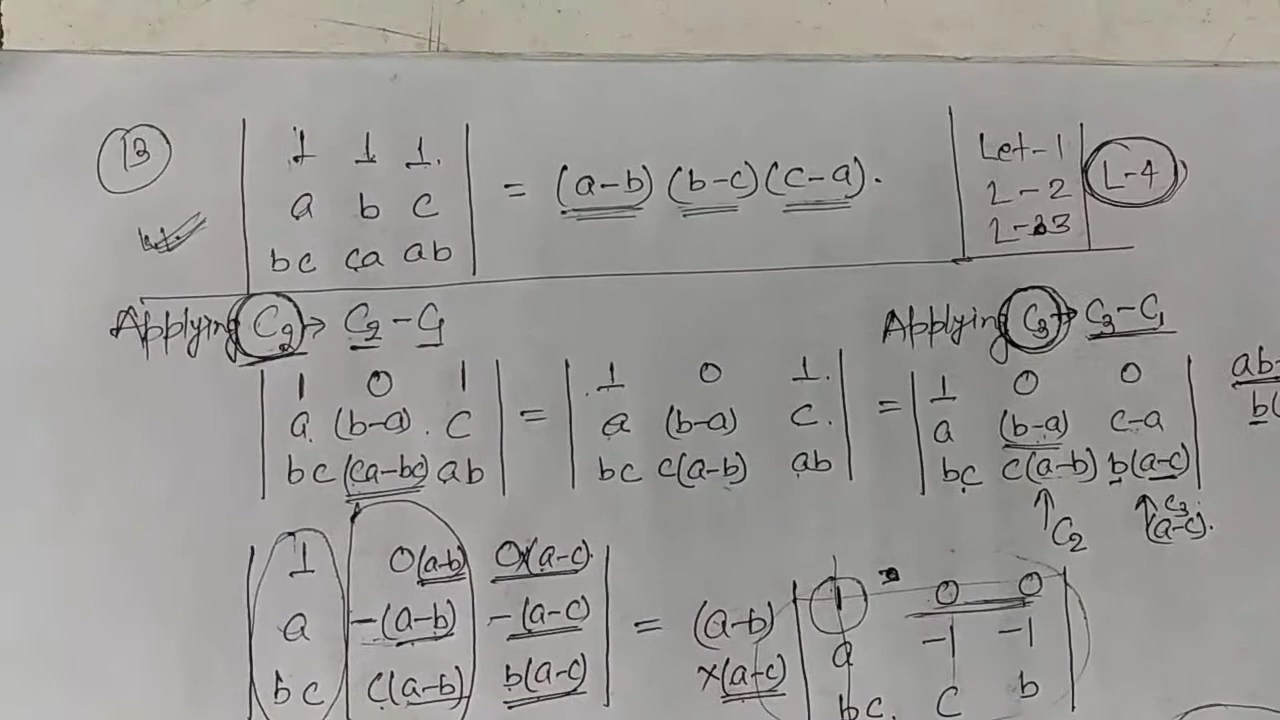 13 | 1 1 1. | = (a-b) (b-c) (c-a). | Let-1 | L-4
| a b c | | L-2 |
| bc ca ab | | L-3 |
Applying C2 → C2 - C1 Applying C3 → C3 - C1
| 1 0 1 | = | 1 0 1. | = | 1 0 0 | ab-
| a. (b-a). c | | a (b-a) c. | | a (b-a) c-a | b(
| bc (ca-bc) ab | | bc c(a-b) ab | | bc c(a-b) b(a-c) |
↑ C2 ↑ C3
(a-c).
| 1 0(a-b) 0×(a-c). | = (a-b) | 1 0 0 |
| a -(a-b) -(a-c) | ×(a-c) | a -1 -1 |
| bc c(a-b) b(a-c) | | bc. c b |